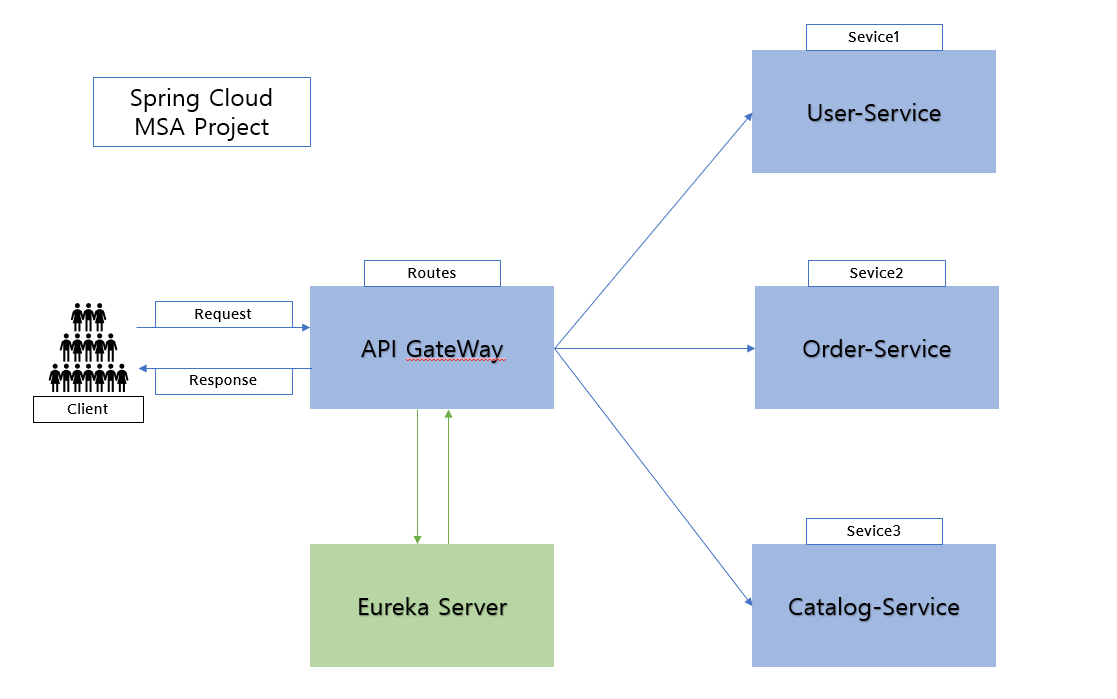 Sevice1
User-Service
Spring Cloud
MSA Project
Routes
Sevice2
Request
API GateWay
Order-Service
Response
Client
Sevice3
Eureka Server
Catalog-Service